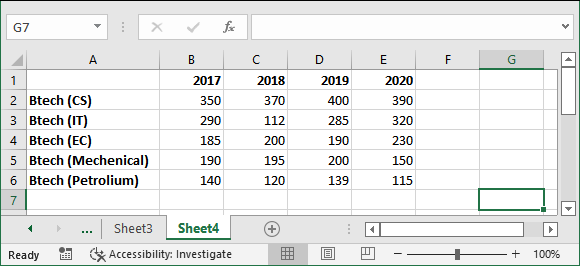 G7 fx
A B C D E F G
1 2017 2018 2019 2020
2 Btech (CS) 350 370 400 390
3 Btech (IT) 290 112 285 320
4 Btech (EC) 185 200 190 230
5 Btech (Mechenical) 190 195 200 150
6 Btech (Petrolium) 140 120 139 115
7
... Sheet3 Sheet4
Ready Accessibility: Investigate 100%